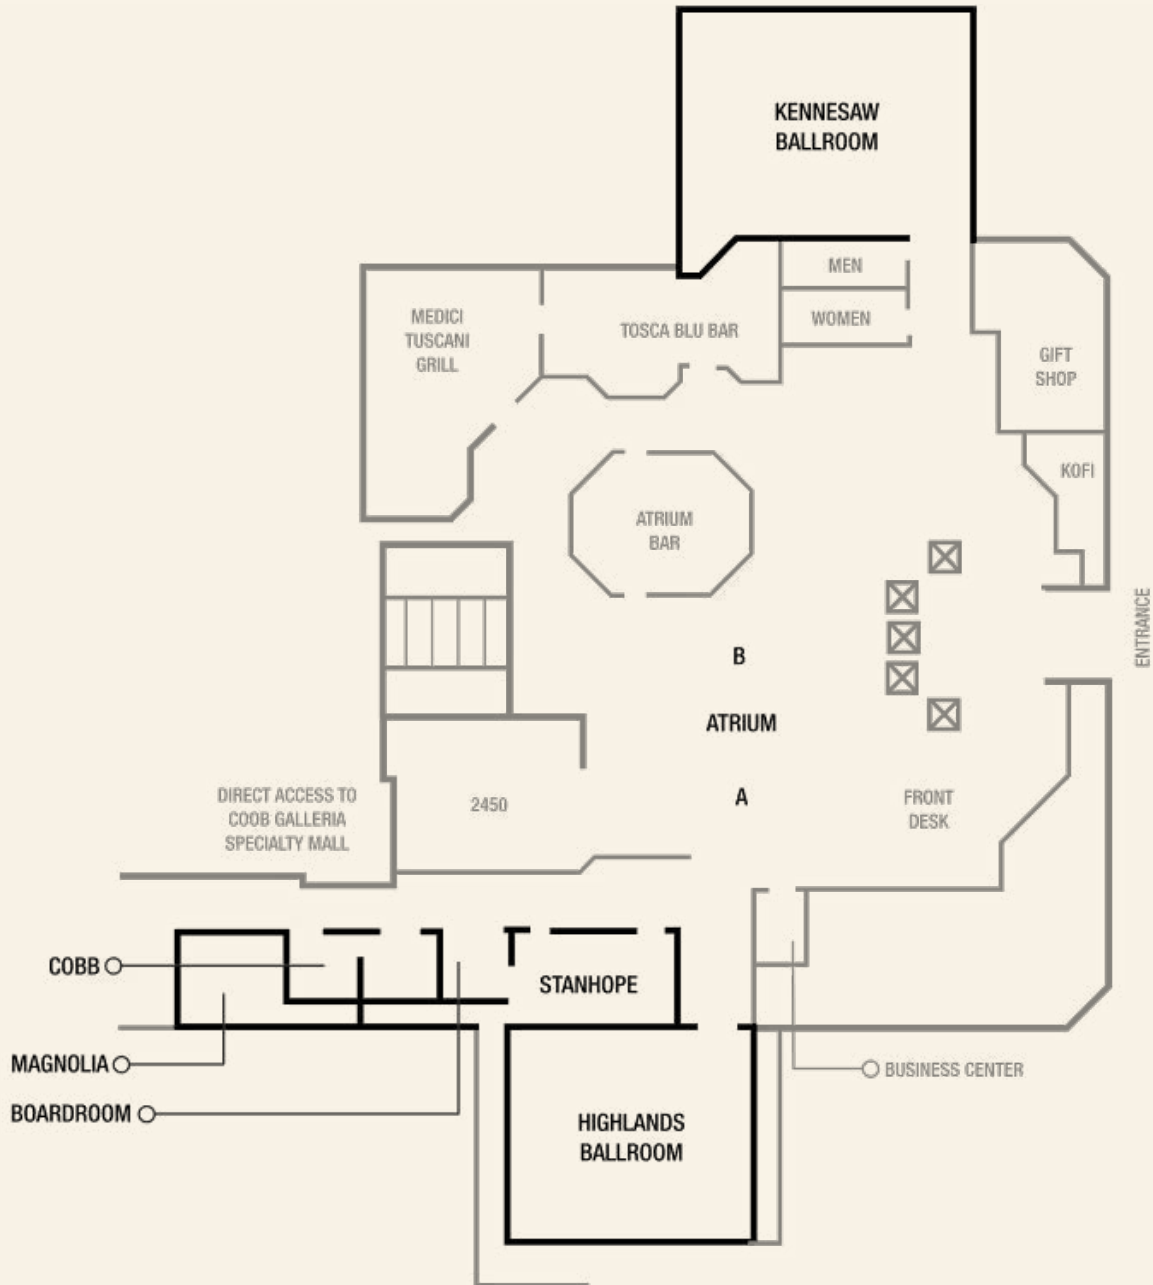 KENNESAW
BALLROOM
MEN
MEDICI
TUSCANI
GRILL
TOSCA BLU BAR
WOMEN
GIFT
SHOP
KOFI
ATRIUM
BAR
ENTRANCE
B
ATRIUM
A
DIRECT ACCESS TO
COOB GALLERIA
SPECIALTY MALL
2450
FRONT
DESK
COBB
STANHOPE
MAGNOLIA
BUSINESS CENTER
BOARDROOM
HIGHLANDS
BALLROOM